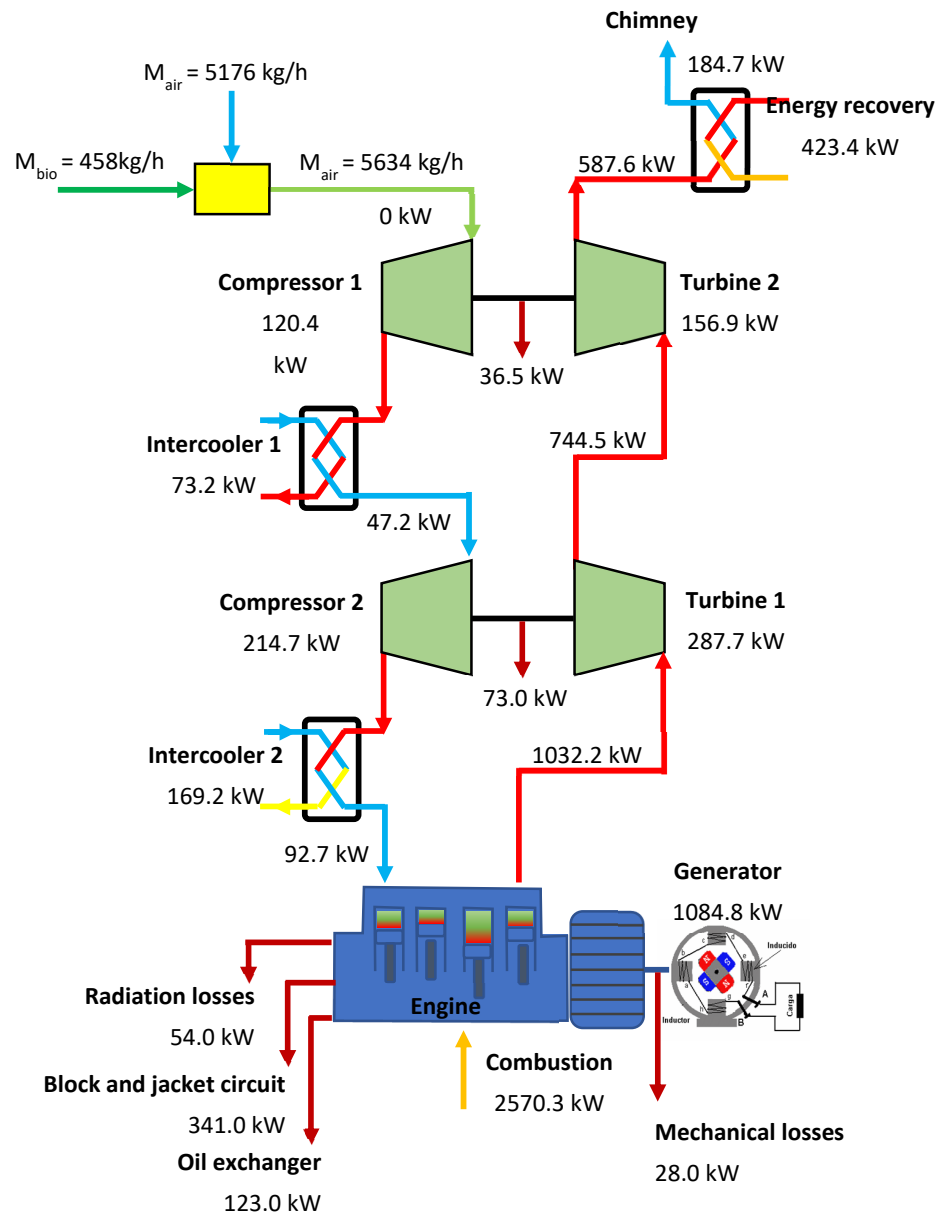 Chimney
184.7 kW
M_air = 5176 kg/h
Energy recovery
423.4 kW
M_bio = 458kg/h
M_air = 5634 kg/h
587.6 kW
0 kW
Compressor 1
120.4
kW
Turbine 2
156.9 kW
36.5 kW
Intercooler 1
73.2 kW
744.5 kW
47.2 kW
Compressor 2
214.7 kW
Turbine 1
287.7 kW
73.0 kW
Intercooler 2
169.2 kW
1032.2 kW
92.7 kW
Generator
1084.8 kW
Inducido
c
d
b
e
N
S
S
N
a
r
g
A
h
B
Inductor
Carga
Engine
Radiation losses
54.0 kW
Block and jacket circuit
341.0 kW
Oil exchanger
123.0 kW
Combustion
2570.3 kW
Mechanical losses
28.0 kW